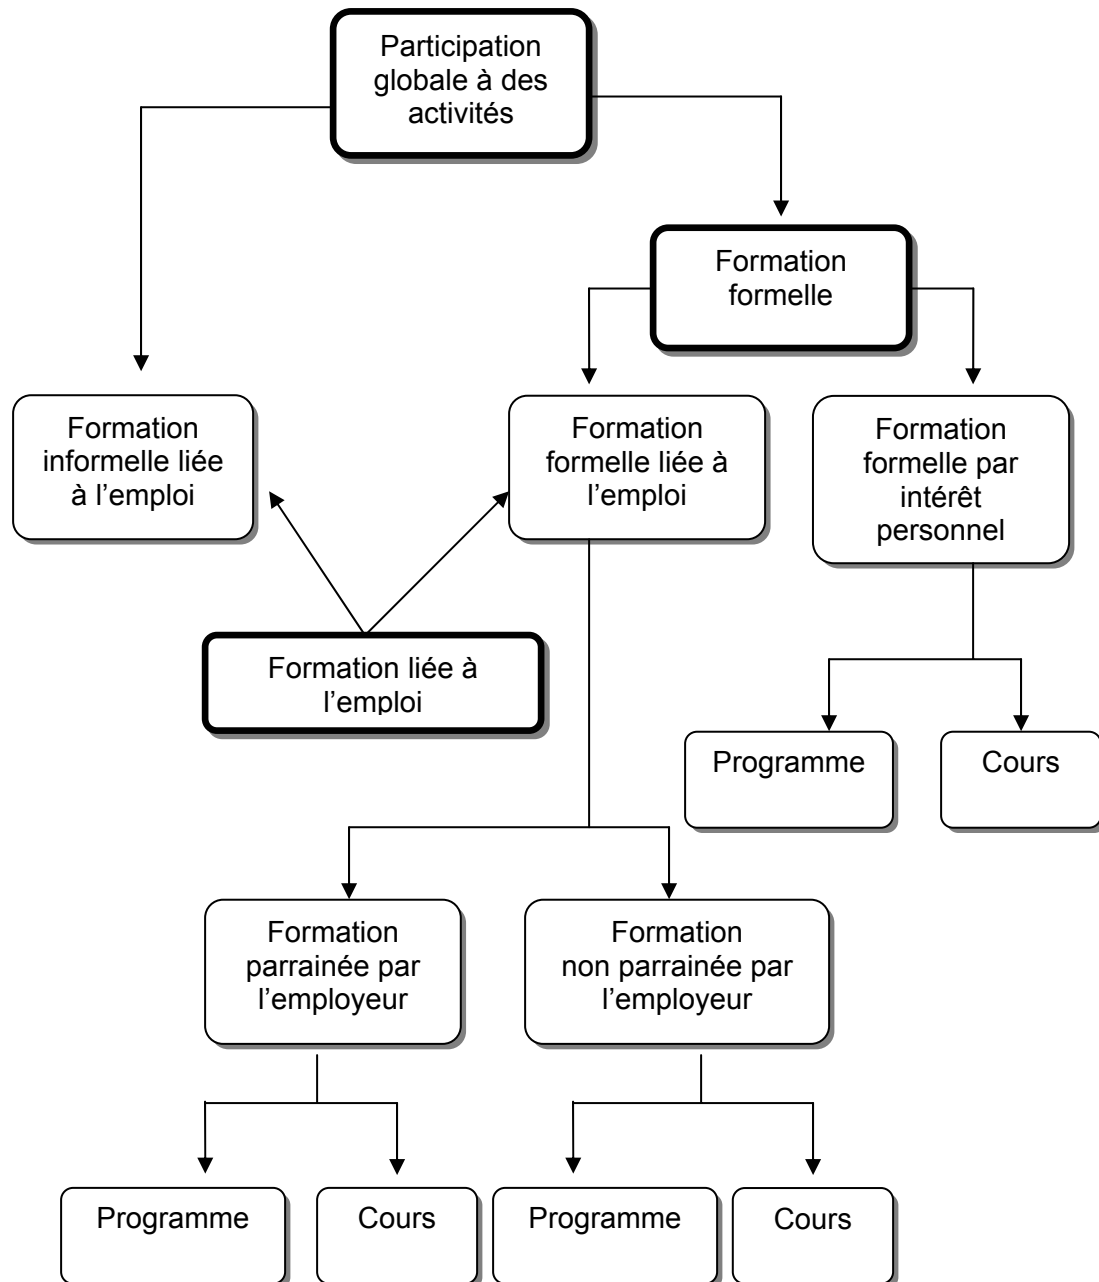 Participation
globale à des
activités
Formation
formelle
Formation
informelle liée
à l’emploi
Formation
formelle liée à
l’emploi
Formation
formelle par
intérêt
personnel
Formation liée à
l’emploi
Programme
Cours
Formation
parrainée par
l’employeur
Formation
non parrainée par
l’employeur
Programme
Cours
Programme
Cours